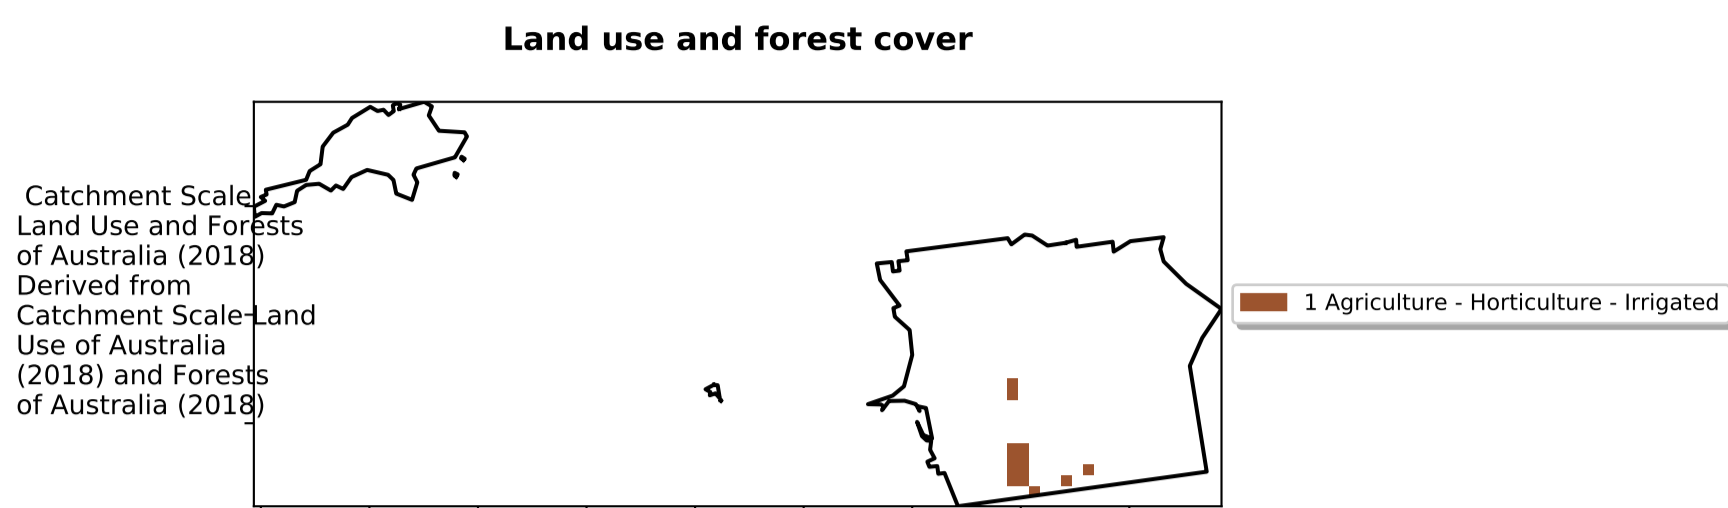 Land use and forest cover
Catchment Scale
Land Use and Forests
of Australia (2018)
Derived from
Catchment Scale Land
Use of Australia
(2018) and Forests
of Australia (2018)
1 Agriculture - Horticulture - Irrigated